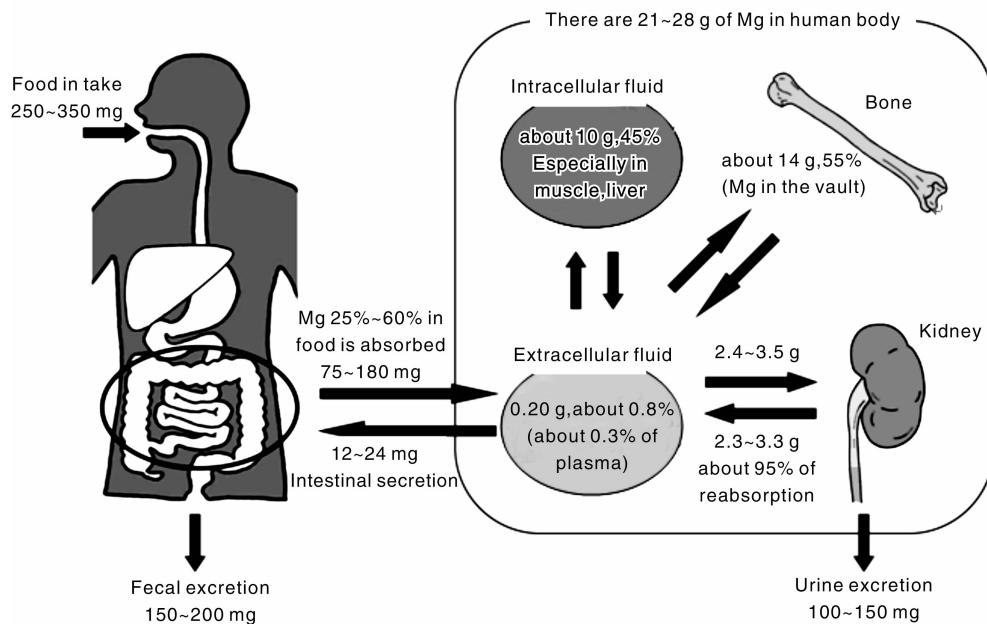 There are 21~28 g of Mg in human body
Food in take
250~350 mg
Intracellular fluid
about 10 g,45%
Especially in
muscle,liver
Bone
about 14 g,55%
(Mg in the vault)
Mg 25%~60% in
food is absorbed
75~180 mg
12~24 mg
Intestinal secretion
Extracellular fluid
0.20 g,about 0.8%
(about 0.3% of
plasma)
2.4~3.5 g
2.3~3.3 g
about 95% of
reabsorption
Kidney
Fecal excretion
150~200 mg
Urine excretion
100~150 mg